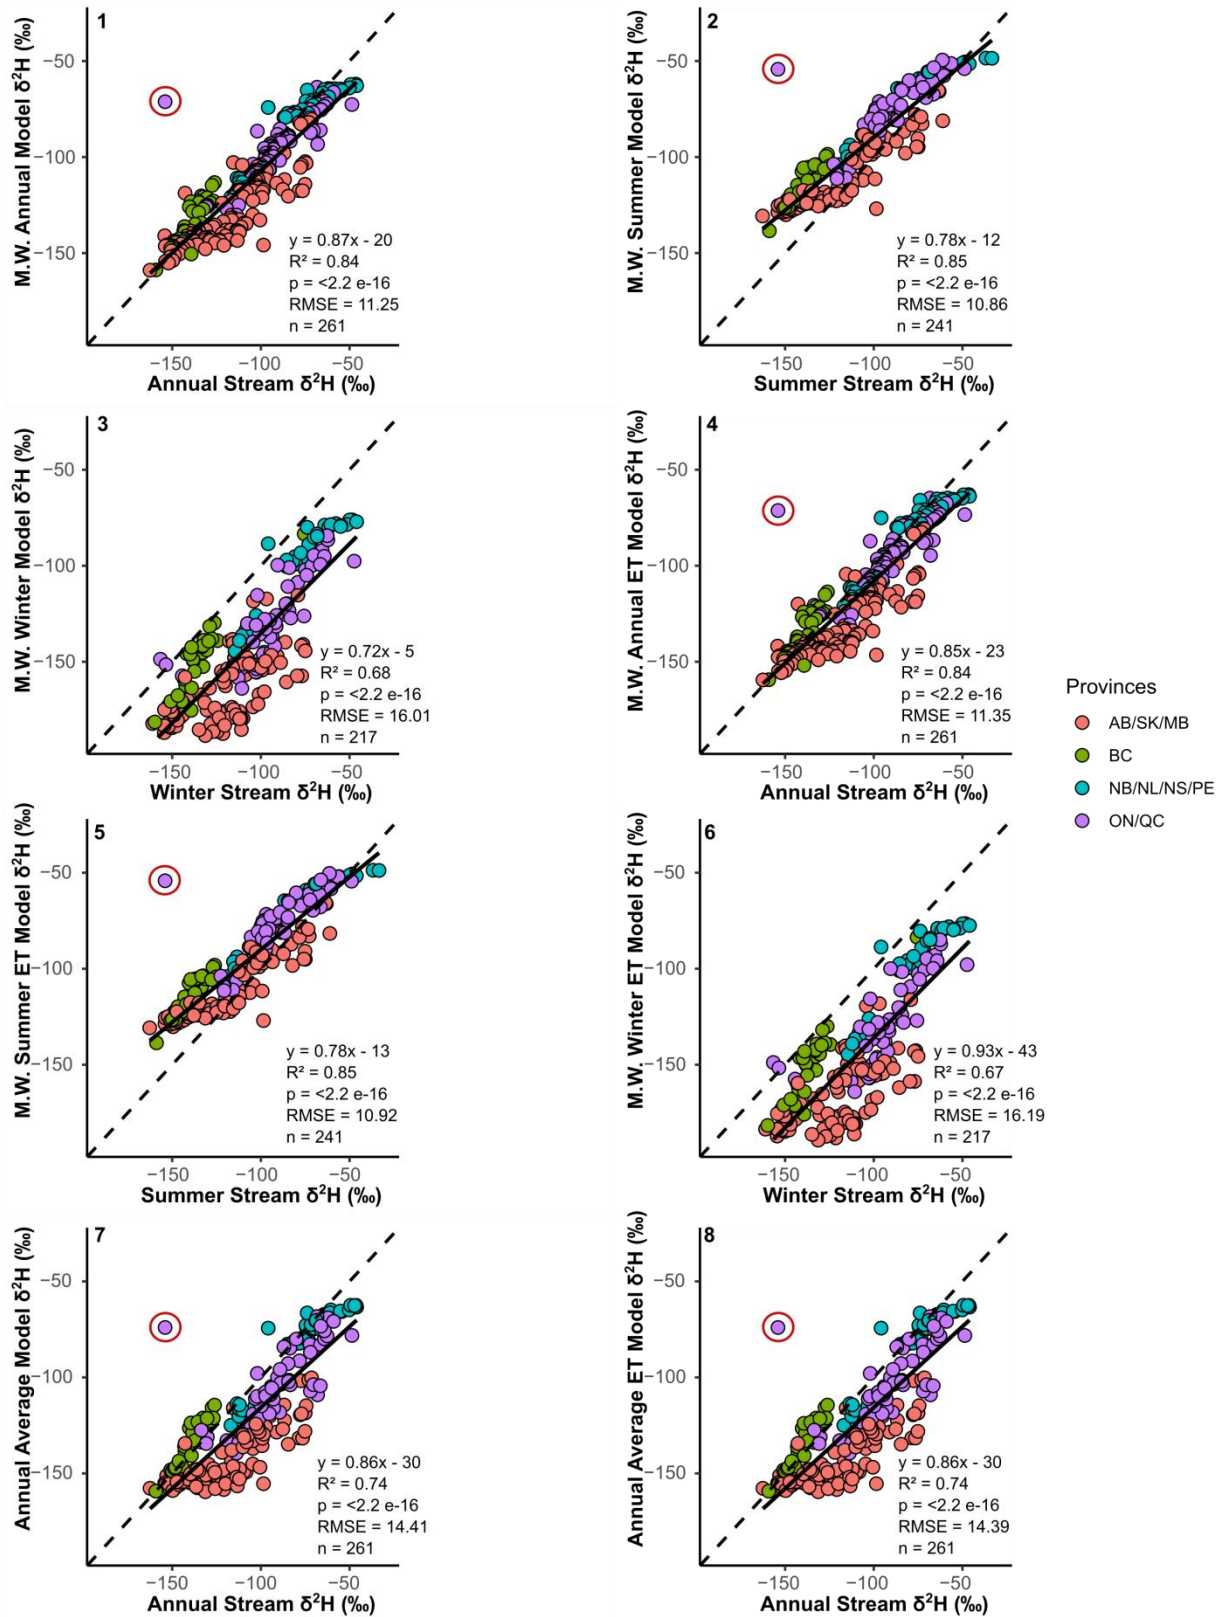 1
M.W. Annual Model δ²H (‰)
−50
−100
−150
y = 0.87x - 20
R² = 0.84
p = <2.2 e-16
RMSE = 11.25
n = 261
−150 −100 −50
Annual Stream δ²H (‰)
2
M.W. Summer Model δ²H (‰)
−50
−100
−150
y = 0.78x - 12
R² = 0.85
p = <2.2 e-16
RMSE = 10.86
n = 241
−150 −100 −50
Summer Stream δ²H (‰)
3
M.W. Winter Model δ²H (‰)
−50
−100
−150
y = 0.72x - 5
R² = 0.68
p = <2.2 e-16
RMSE = 16.01
n = 217
−150 −100 −50
Winter Stream δ²H (‰)
4
M.W. Annual ET Model δ²H (‰)
−50
−100
−150
y = 0.85x - 23
R² = 0.84
p = <2.2 e-16
RMSE = 11.35
n = 261
−150 −100 −50
Annual Stream δ²H (‰)
Provinces
AB/SK/MB
BC
NB/NL/NS/PE
ON/QC
5
M.W. Summer ET Model δ²H (‰)
−50
−100
−150
y = 0.78x - 13
R² = 0.85
p = <2.2 e-16
RMSE = 10.92
n = 241
−150 −100 −50
Summer Stream δ²H (‰)
6
M.W. Winter ET Model δ²H (‰)
−50
−100
−150
y = 0.93x - 43
R² = 0.67
p = <2.2 e-16
RMSE = 16.19
n = 217
−150 −100 −50
Winter Stream δ²H (‰)
7
Annual Average Model δ²H (‰)
−50
−100
−150
y = 0.86x - 30
R² = 0.74
p = <2.2 e-16
RMSE = 14.41
n = 261
−150 −100 −50
Annual Stream δ²H (‰)
8
Annual Average ET Model δ²H (‰)
−50
−100
−150
y = 0.86x - 30
R² = 0.74
p = <2.2 e-16
RMSE = 14.39
n = 261
−150 −100 −50
Annual Stream δ²H (‰)